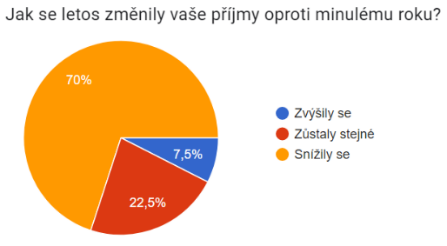 Jak se letos změnily vaše příjmy oproti minulému roku?
70%
7,5%
22,5%
Zvýšily se
Zůstaly stejné
Snížily se